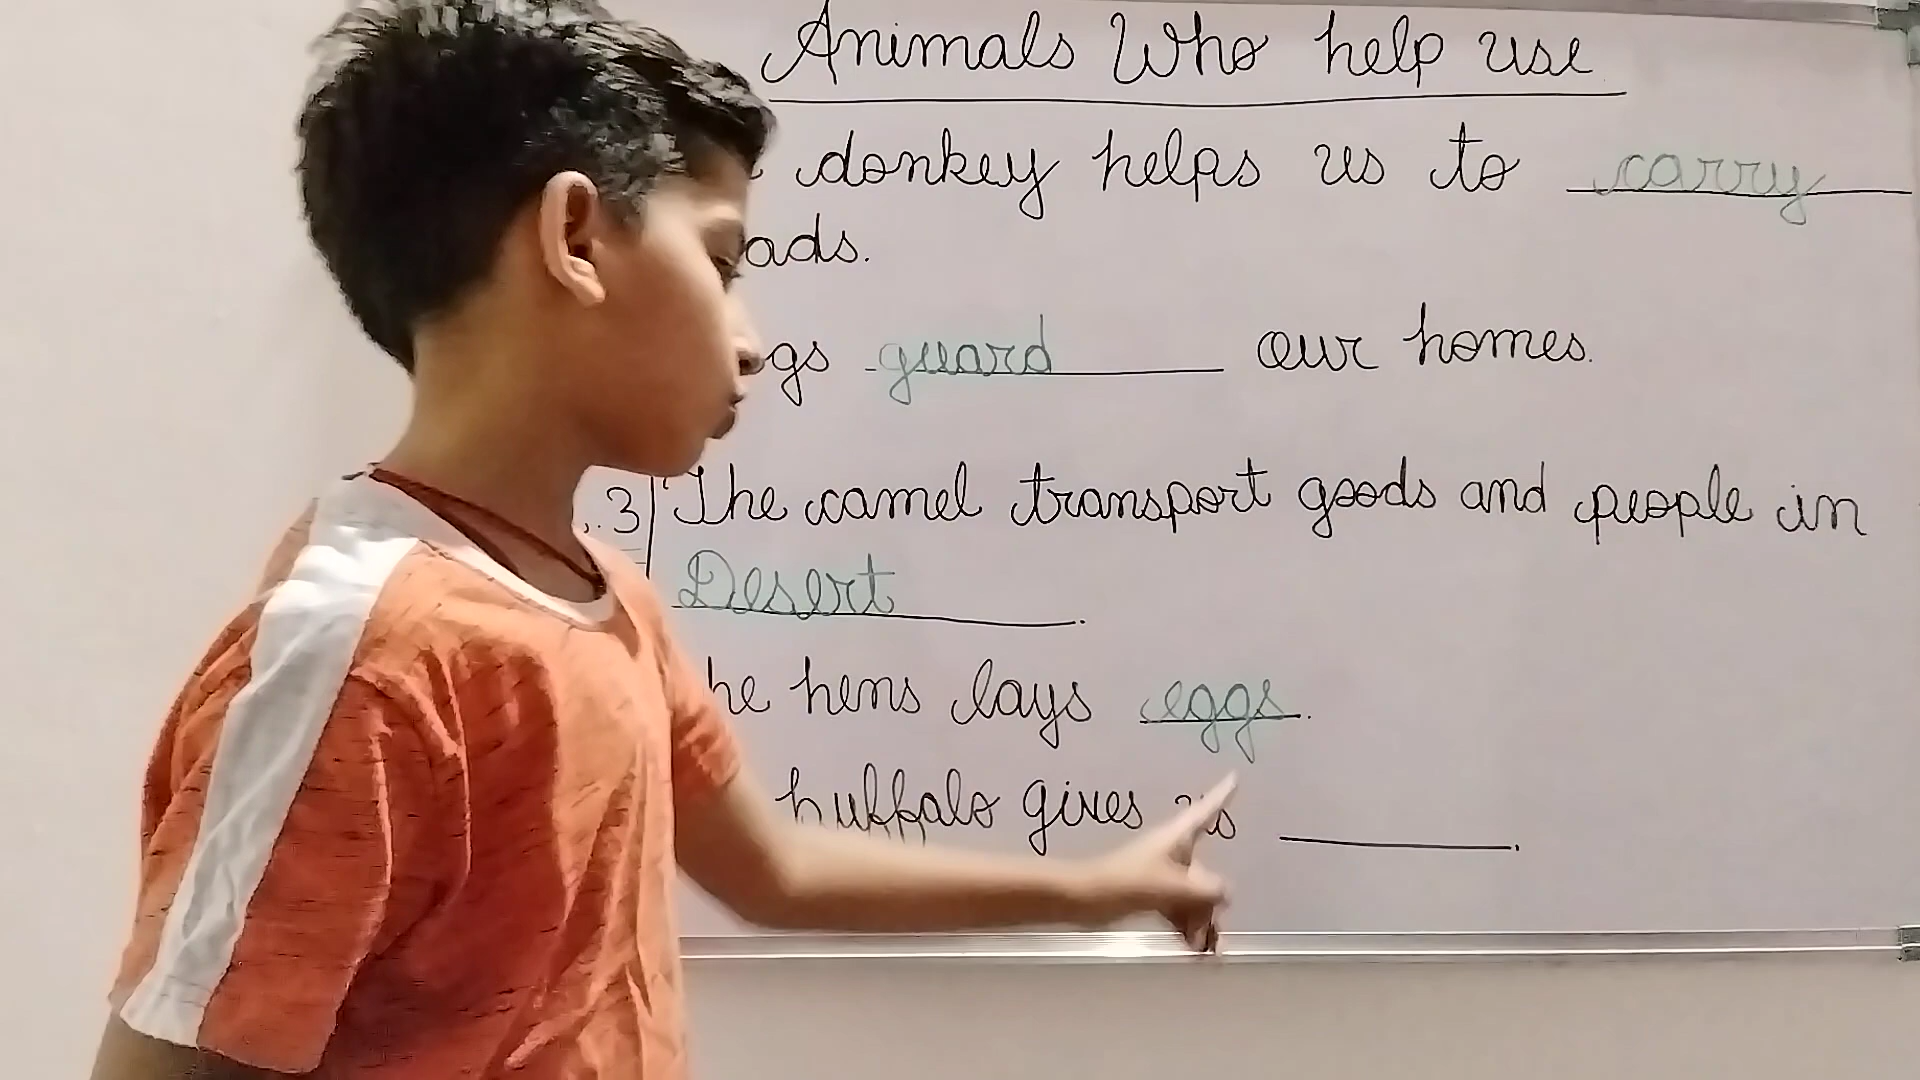 Animals Who help use
donkey helps us to carry
ads.
gs guard our homes.
3 The camel transport goods and people in
Desert.
he hens lays eggs.
buffalo gives us